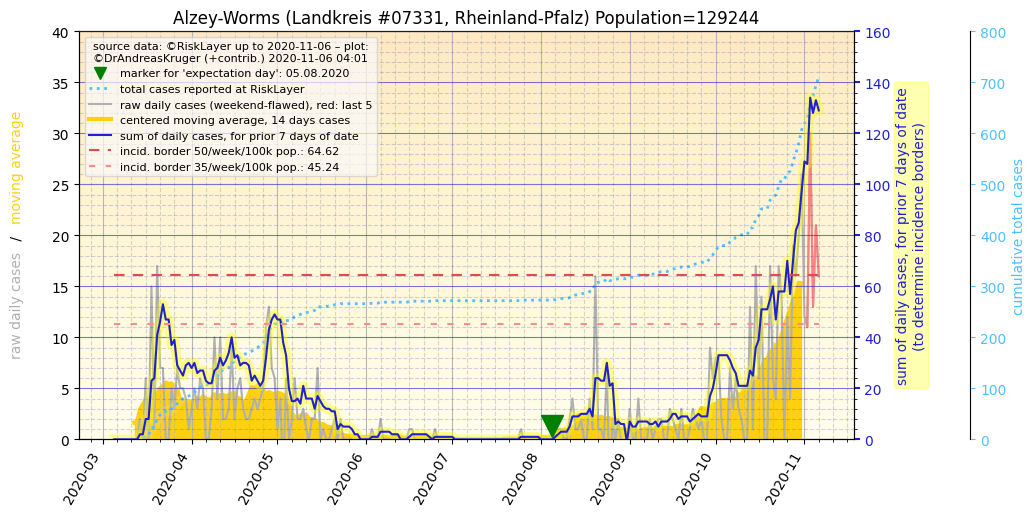 Alzey-Worms (Landkreis #07331, Rheinland-Pfalz) Population=129244
source data: ©RiskLayer up to 2020-11-06 – plot:
©DrAndreasKruger (+contrib.) 2020-11-06 04:01
marker for 'expectation day': 05.08.2020
total cases reported at RiskLayer
raw daily cases (weekend-flawed), red: last 5
centered moving average, 14 days cases
sum of daily cases, for prior 7 days of date
incid. border 50/week/100k pop.: 64.62
incid. border 35/week/100k pop.: 45.24
raw daily cases / moving average
40
35
30
25
20
15
10
5
0
160
140
120
100
80
60
40
20
0
sum of daily cases, for prior 7 days of date
(to determine incidence borders)
800
700
600
500
400
300
200
100
0
cumulative total cases
2020-03
2020-04
2020-05
2020-06
2020-07
2020-08
2020-09
2020-10
2020-11